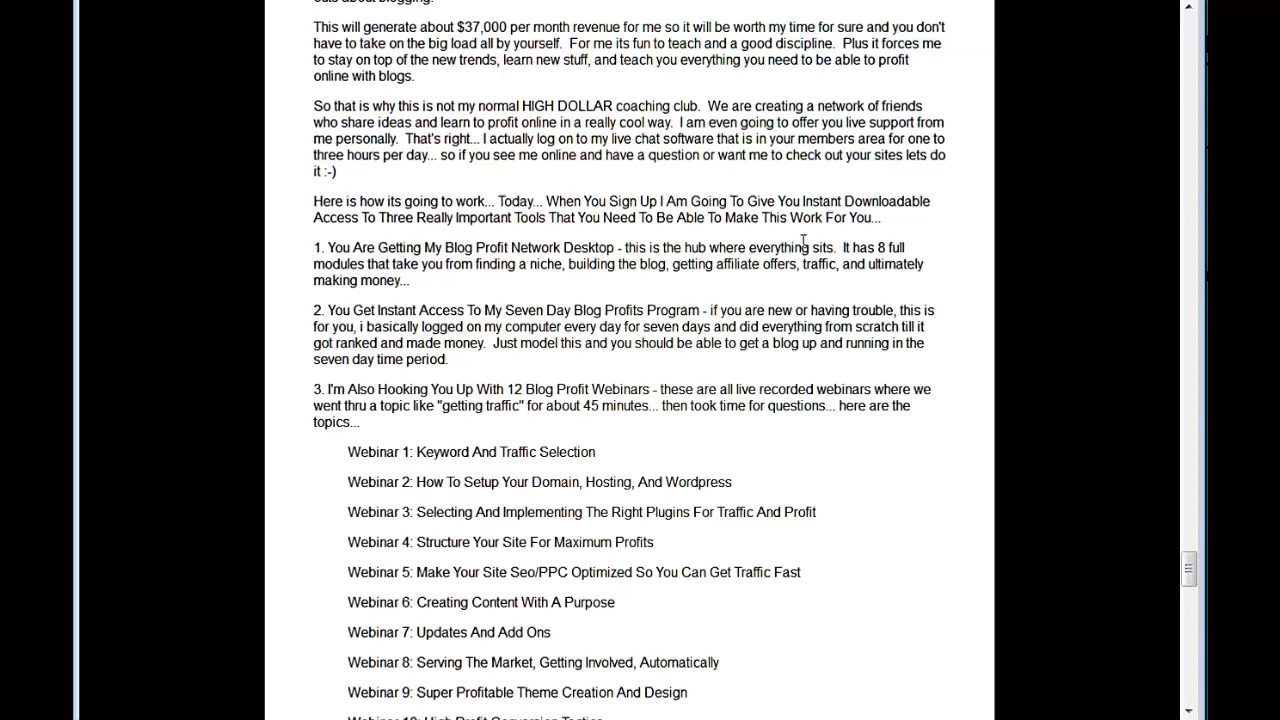 This will generate about $37,000 per month revenue for me so it will be worth my time for sure and you don't
have to take on the big load all by yourself.  For me its fun to teach and a good discipline.  Plus it forces me
to stay on top of the new trends, learn new stuff, and teach you everything you need to be able to profit
online with blogs.
So that is why this is not my normal HIGH DOLLAR coaching club.  We are creating a network of friends
who share ideas and learn to profit online in a really cool way.  I am even going to offer you live support from
me personally.  That's right... I actually log on to my live chat software that is in your members area for one to
three hours per day... so if you see me online and have a question or want me to check out your sites lets do
it :-)
Here is how its going to work... Today... When You Sign Up I Am Going To Give You Instant Downloadable
Access To Three Really Important Tools That You Need To Be Able To Make This Work For You...
1. You Are Getting My Blog Profit Network Desktop - this is the hub where everything sits.  It has 8 full
modules that take you from finding a niche, building the blog, getting affiliate offers, traffic, and ultimately
making money...
2. You Get Instant Access To My Seven Day Blog Profits Program - if you are new or having trouble, this is
for you, i basically logged on my computer every day for seven days and did everything from scratch till it
got ranked and made money.  Just model this and you should be able to get a blog up and running in the
seven day time period.
3. I'm Also Hooking You Up With 12 Blog Profit Webinars - these are all live recorded webinars where we
went thru a topic like "getting traffic" for about 45 minutes... then took time for questions... here are the
topics...
Webinar 1: Keyword And Traffic Selection
Webinar 2: How To Setup Your Domain, Hosting, And Wordpress
Webinar 3: Selecting And Implementing The Right Plugins For Traffic And Profit
Webinar 4: Structure Your Site For Maximum Profits
Webinar 5: Make Your Site Seo/PPC Optimized So You Can Get Traffic Fast
Webinar 6: Creating Content With A Purpose
Webinar 7: Updates And Add Ons
Webinar 8: Serving The Market, Getting Involved, Automatically
Webinar 9: Super Profitable Theme Creation And Design